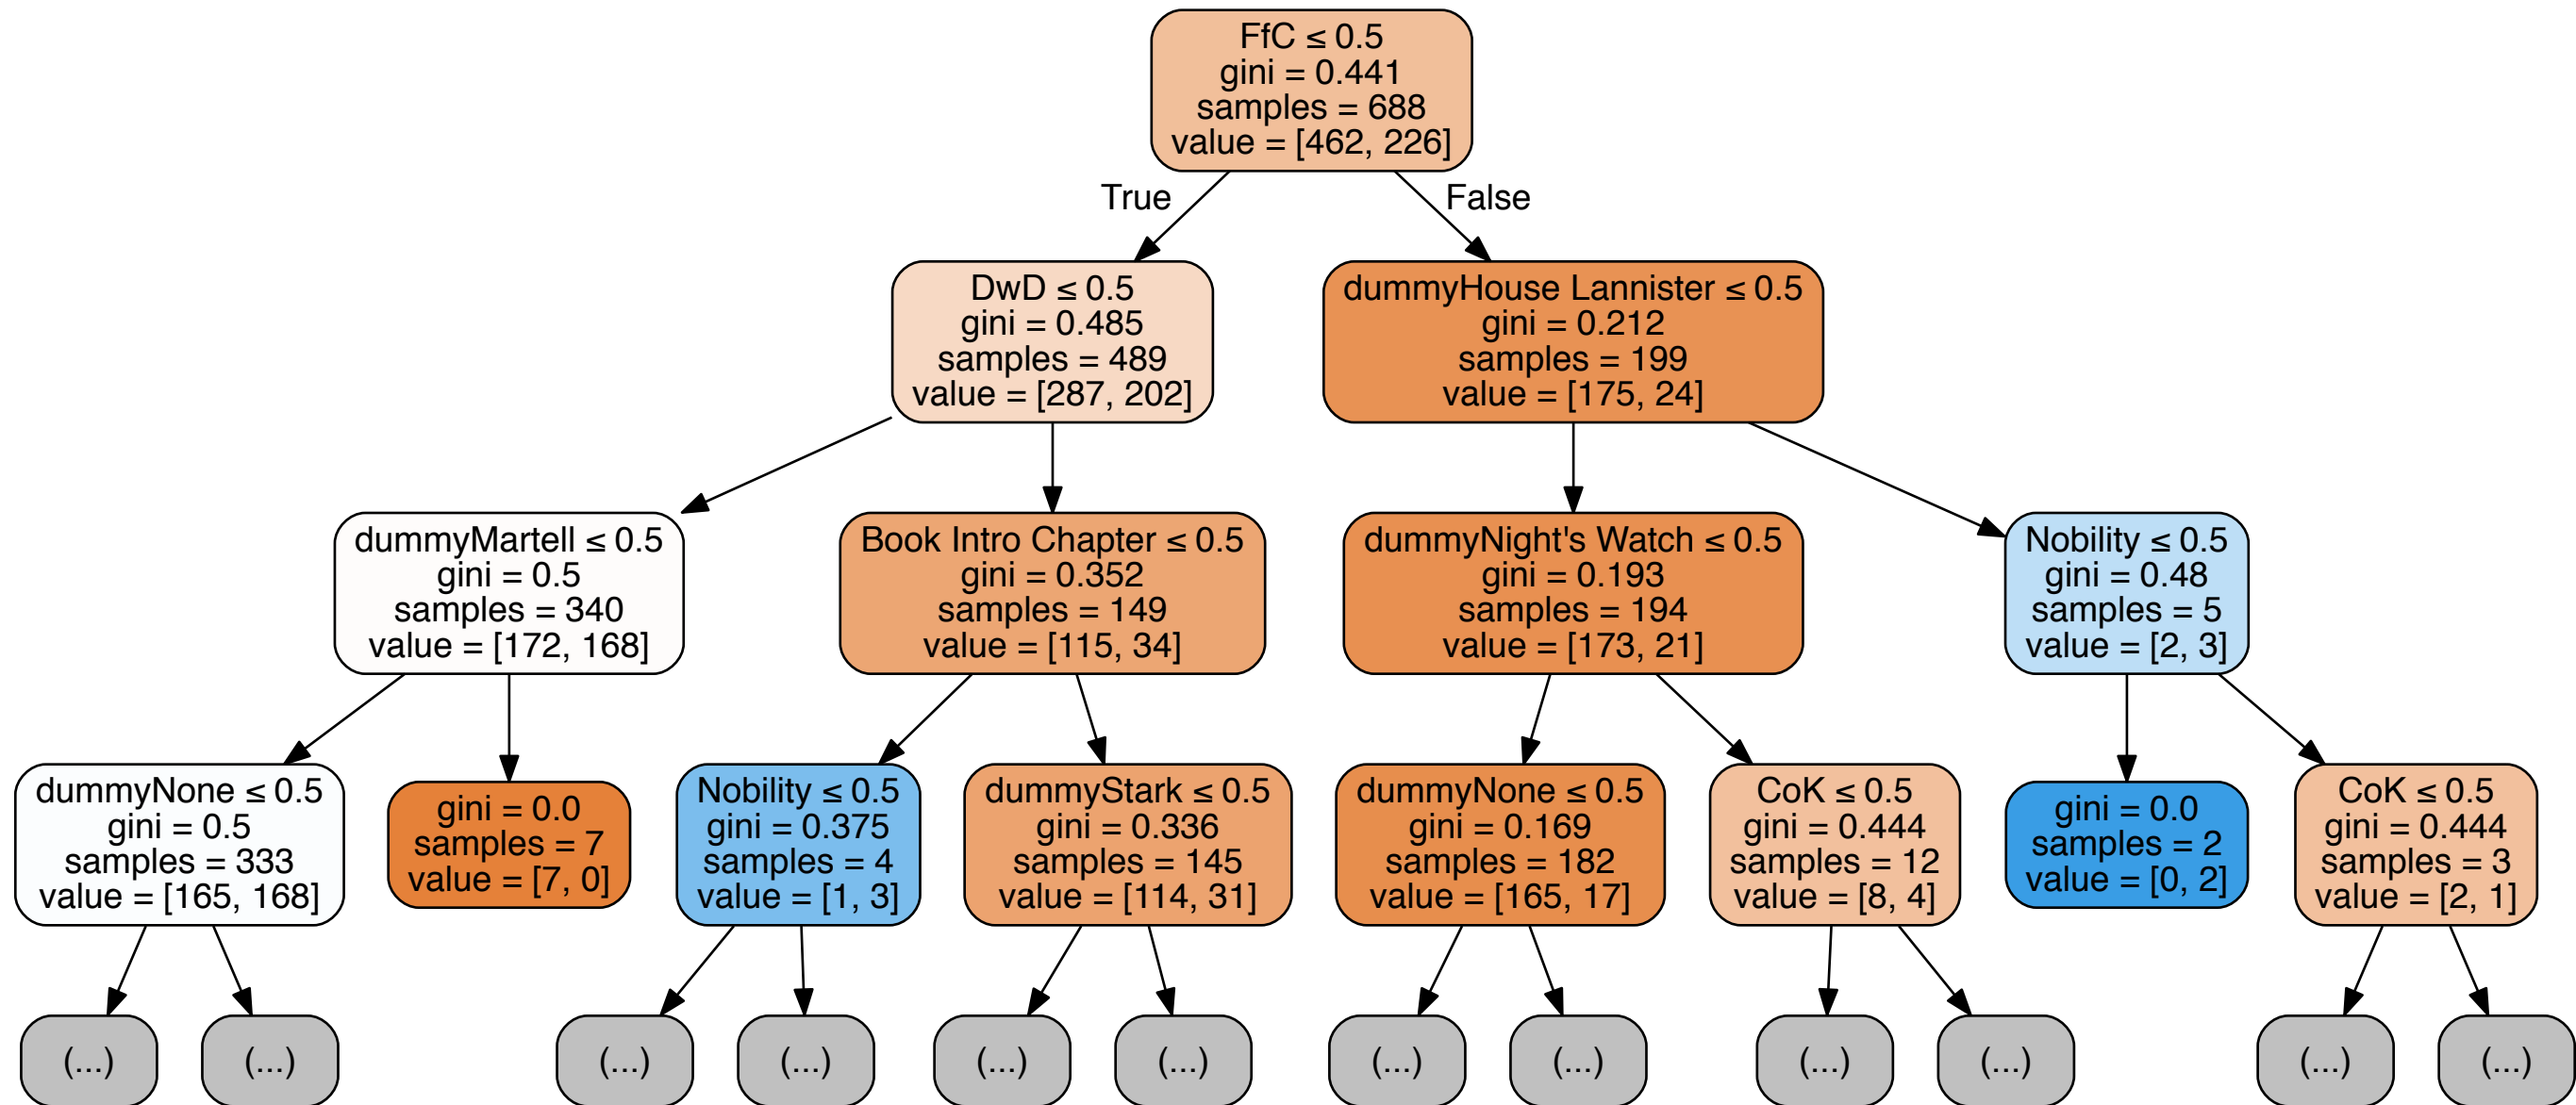 FfC ≤ 0.5
gini = 0.441
samples = 688
value = [462, 226]
True
False
DwD ≤ 0.5
gini = 0.485
samples = 489
value = [287, 202]
dummyHouse Lannister ≤ 0.5
gini = 0.212
samples = 199
value = [175, 24]
dummyMartell ≤ 0.5
gini = 0.5
samples = 340
value = [172, 168]
Book Intro Chapter ≤ 0.5
gini = 0.352
samples = 149
value = [115, 34]
dummyNight's Watch ≤ 0.5
gini = 0.193
samples = 194
value = [173, 21]
Nobility ≤ 0.5
gini = 0.48
samples = 5
value = [2, 3]
dummyNone ≤ 0.5
gini = 0.5
samples = 333
value = [165, 168]
gini = 0.0
samples = 7
value = [7, 0]
Nobility ≤ 0.5
gini = 0.375
samples = 4
value = [1, 3]
dummyStark ≤ 0.5
gini = 0.336
samples = 145
value = [114, 31]
dummyNone ≤ 0.5
gini = 0.169
samples = 182
value = [165, 17]
CoK ≤ 0.5
gini = 0.444
samples = 12
value = [8, 4]
gini = 0.0
samples = 2
value = [0, 2]
CoK ≤ 0.5
gini = 0.444
samples = 3
value = [2, 1]
(...)
(...)
(...)
(...)
(...)
(...)
(...)
(...)
(...)
(...)
(...)
(...)